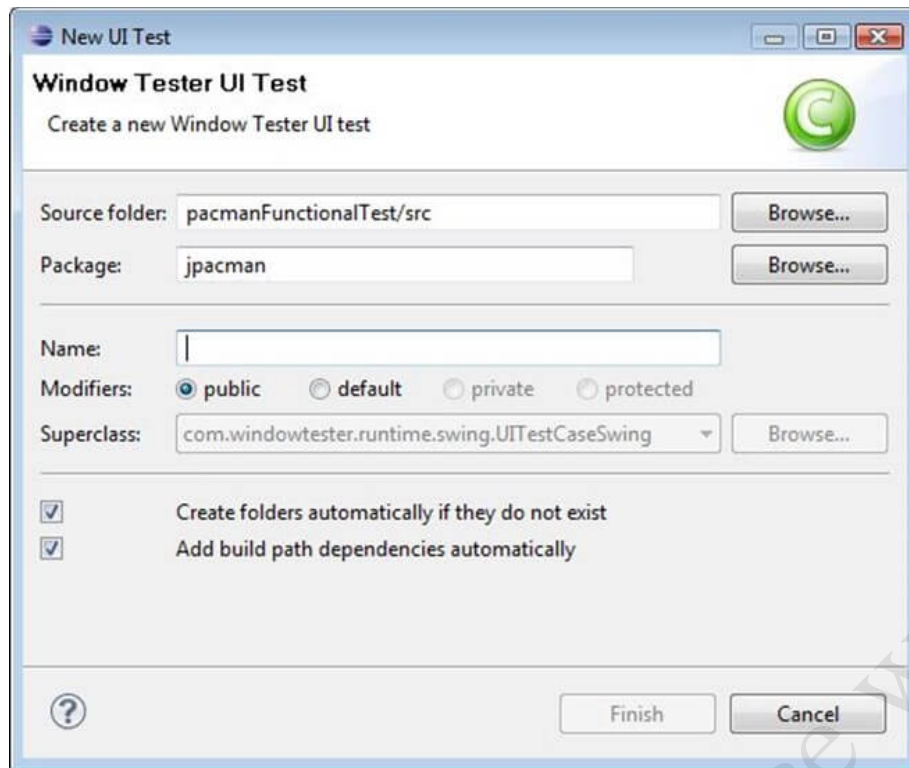 New UI Test
Window Tester UI Test
Create a new Window Tester UI test
C
Source folder: pacmanFunctionalTest/src Browse...
Package: jpacman Browse...
Name:
Modifiers: public default private protected
Superclass: com.windowtester.runtime.swing.UITestCaseSwing Browse...
Create folders automatically if they do not exist
Add build path dependencies automatically
? Finish Cancel